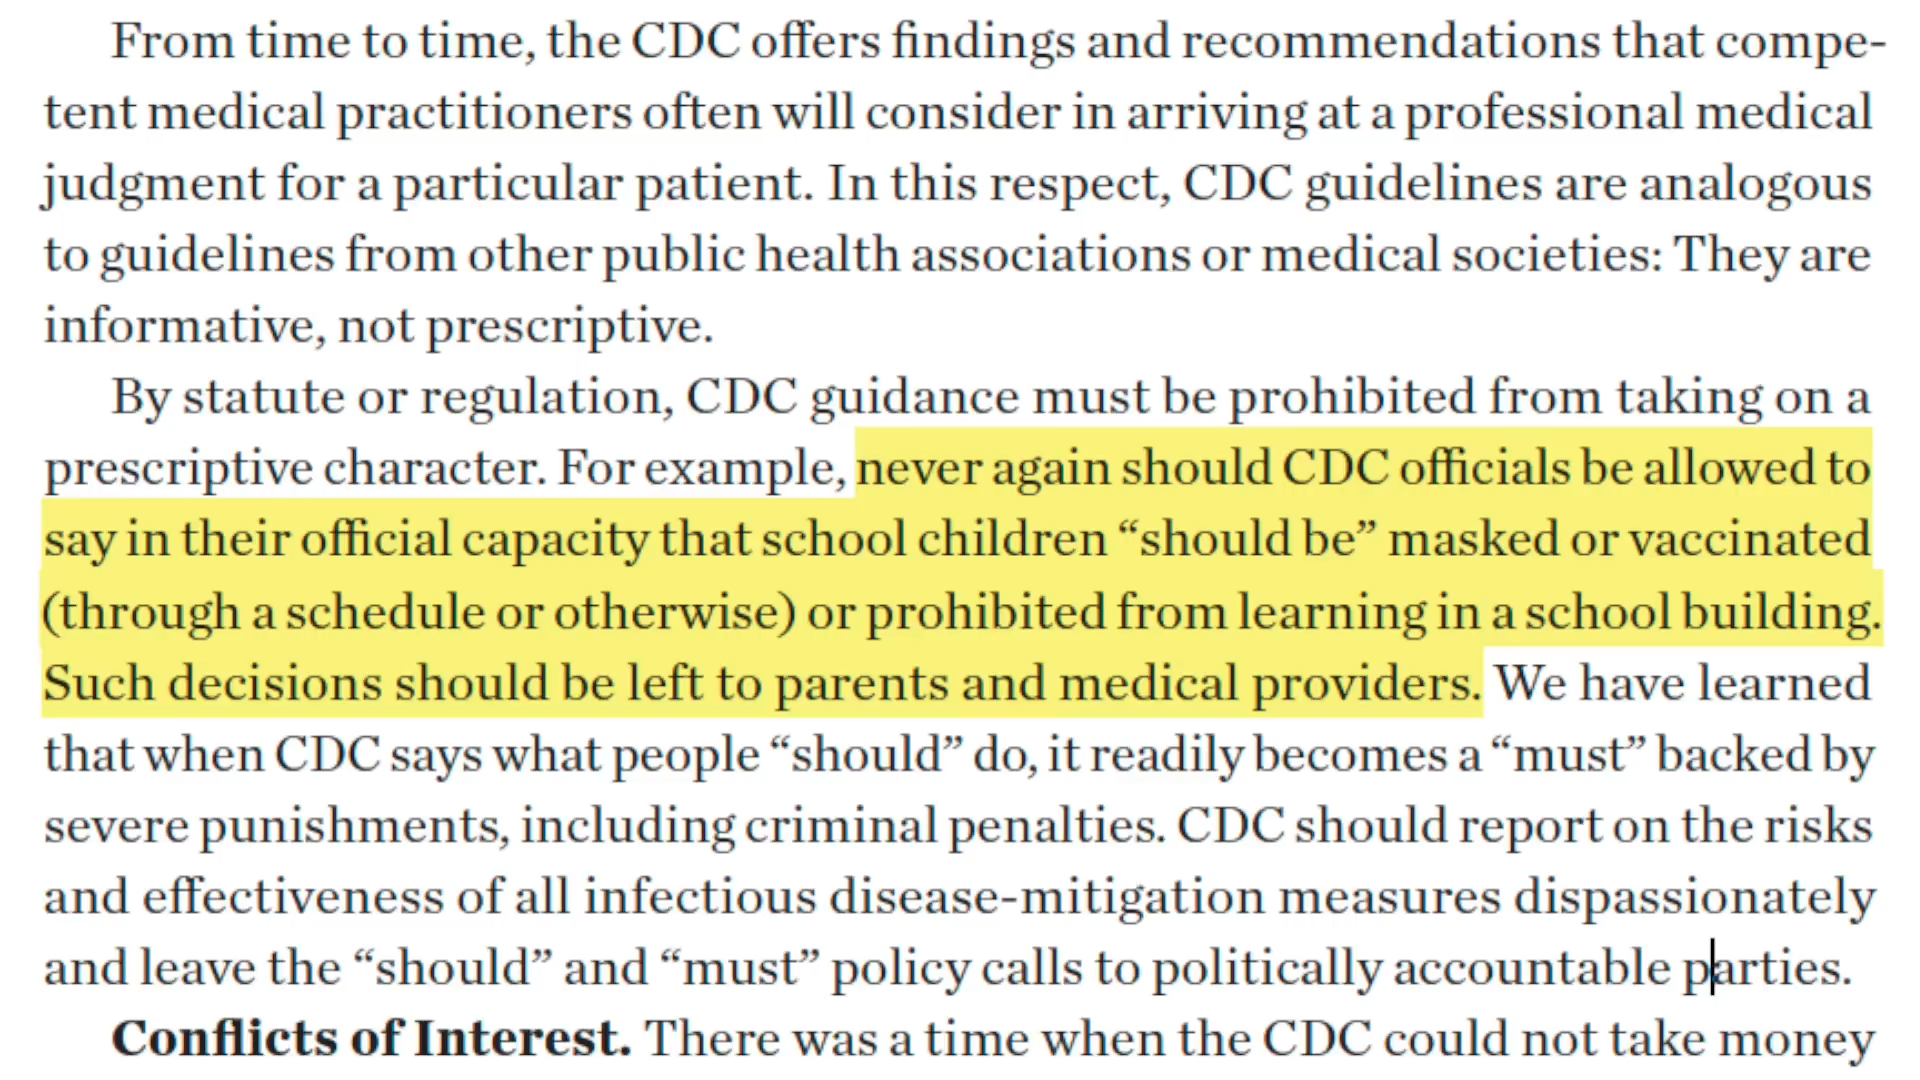 From time to time, the CDC offers findings and recommendations that compe-
tent medical practitioners often will consider in arriving at a professional medical
judgment for a particular patient. In this respect, CDC guidelines are analogous
to guidelines from other public health associations or medical societies: They are
informative, not prescriptive.
By statute or regulation, CDC guidance must be prohibited from taking on a
prescriptive character. For example, never again should CDC officials be allowed to
say in their official capacity that school children “should be” masked or vaccinated
(through a schedule or otherwise) or prohibited from learning in a school building.
Such decisions should be left to parents and medical providers. We have learned
that when CDC says what people “should” do, it readily becomes a “must” backed by
severe punishments, including criminal penalties. CDC should report on the risks
and effectiveness of all infectious disease-mitigation measures dispassionately
and leave the “should” and “must” policy calls to politically accountable parties.
Conflicts of Interest. There was a time when the CDC could not take money